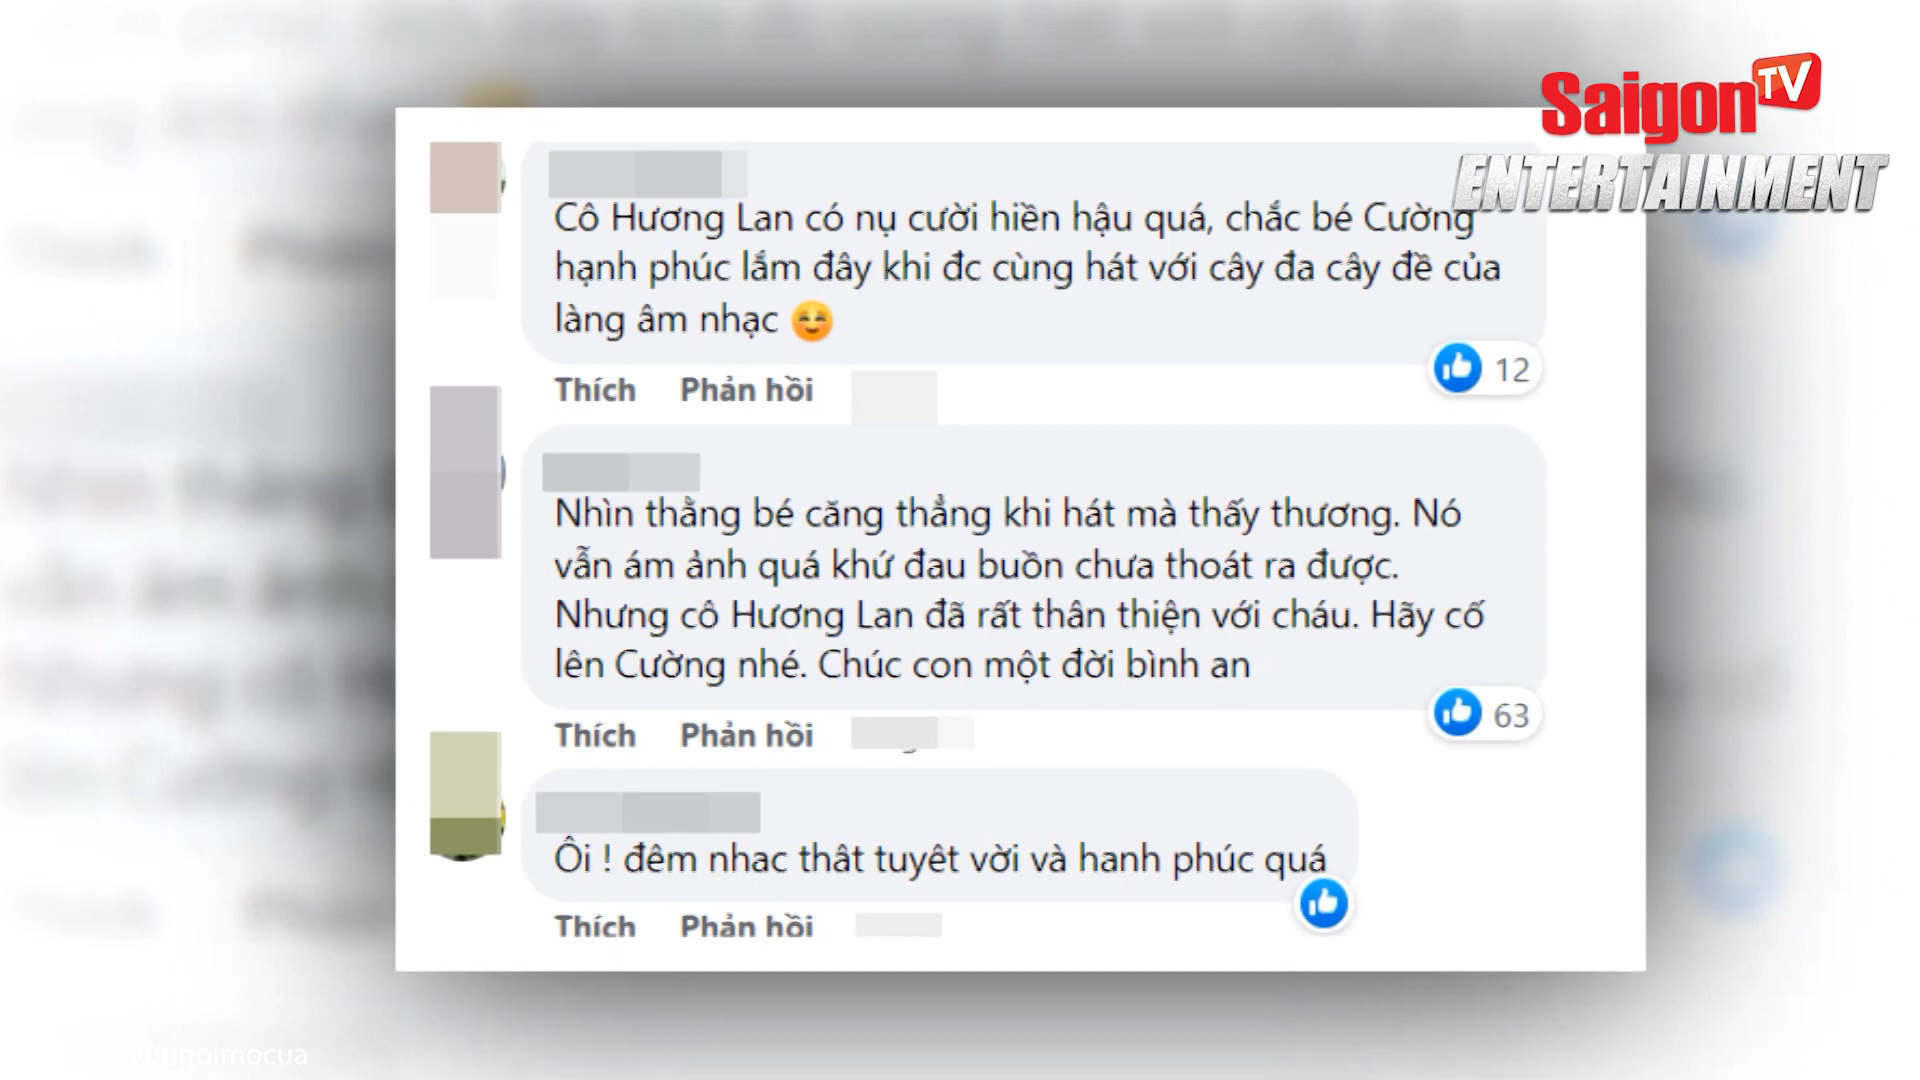 Saigon TV
ENTERTAINMENT
Cô Hương Lan có nụ cười hiền hậu quá, chắc bé Cường
hạnh phúc lắm đây khi đc cùng hát với cây đa cây đề của
làng âm nhạc 😊
Thích Phản hồi
12
Nhìn thằng bé căng thẳng khi hát mà thấy thương. Nó
vẫn ám ảnh quá khứ đau buồn chưa thoát ra được.
Nhưng cô Hương Lan đã rất thân thiện với cháu. Hãy cố
lên Cường nhé. Chúc con một đời bình an
Thích Phản hồi
63
Ôi ! đêm nhac thât tuyêt vời và hanh phúc quá
Thích Phản hồi